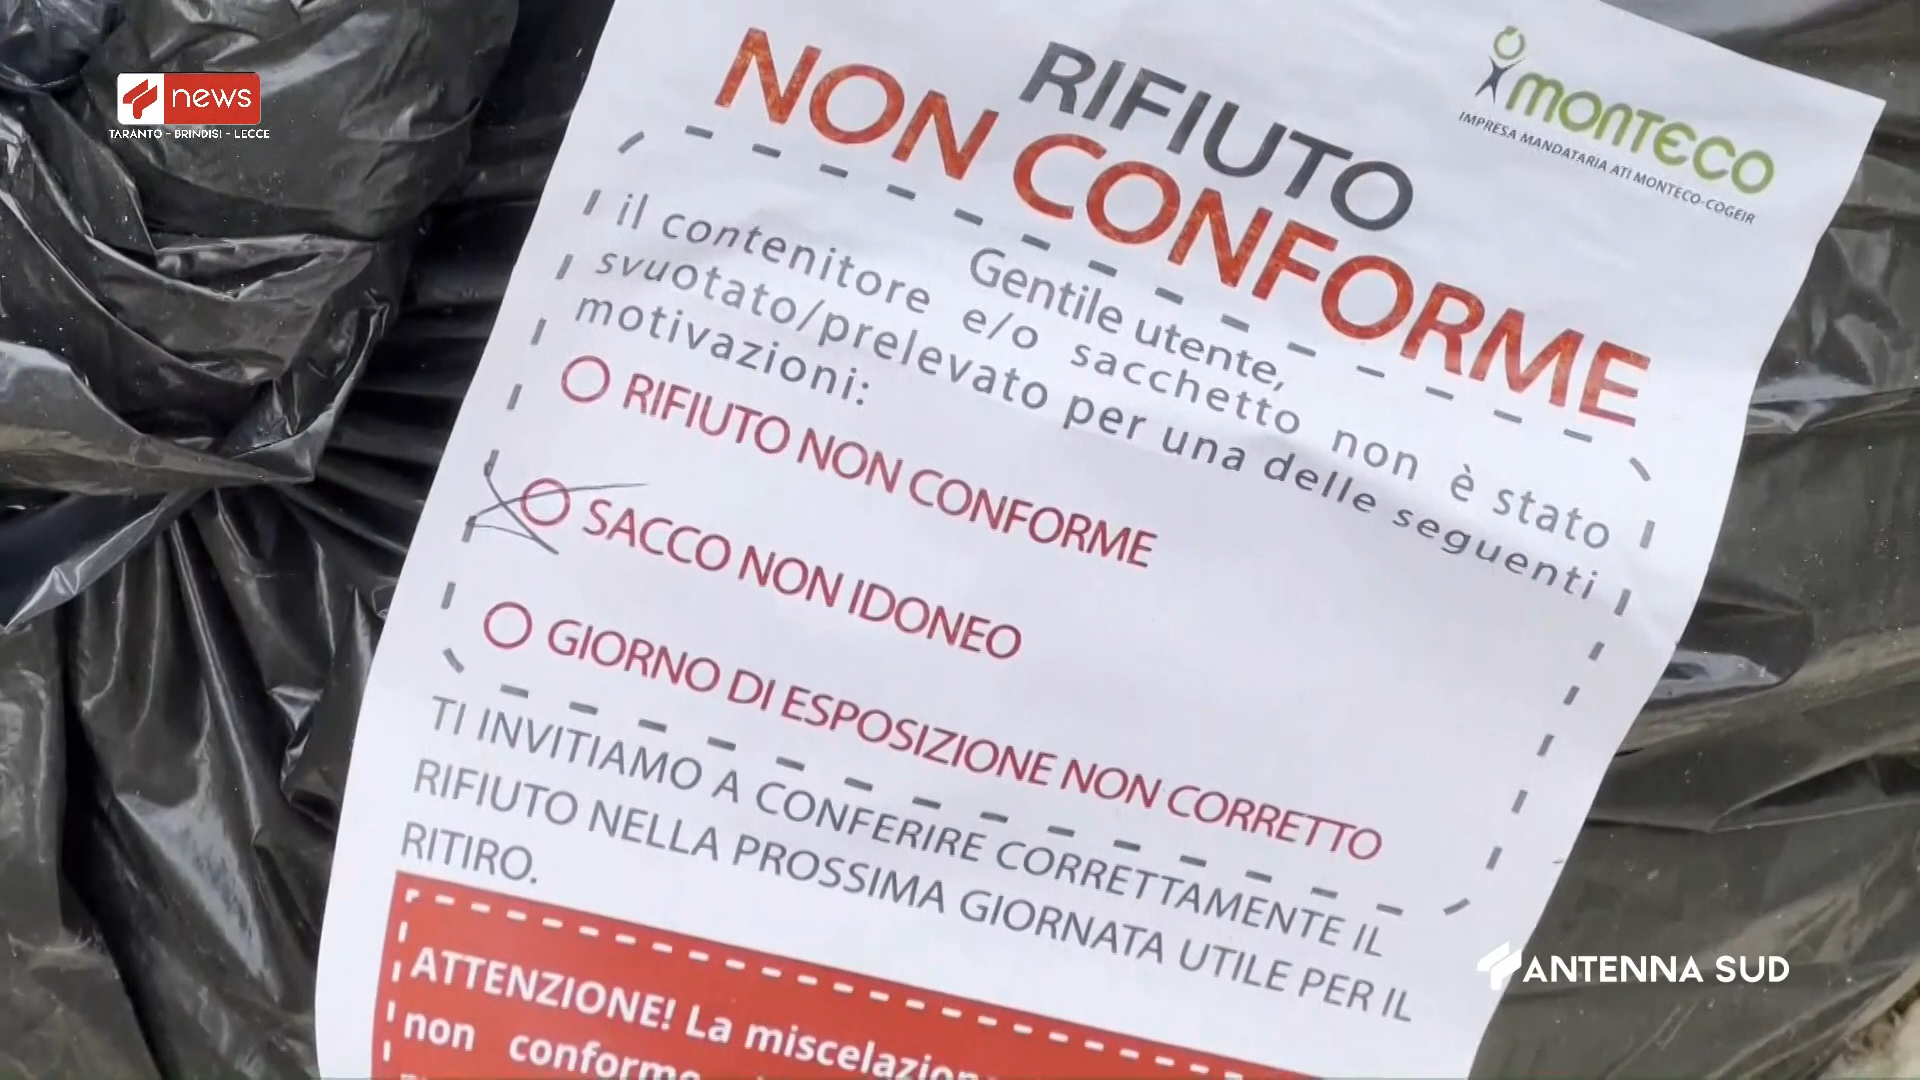 news
TARANTO - BRINDISI - LECCE
MONTECO
IMPRESA MANDATARIA ATI MONTECO-COGEIR
RIFIUTO
NON CONFORME
Gentile utente,
il contenitore e/o sacchetto non è stato
svuotato/prelevato per una delle seguenti
motivazioni:
RIFIUTO NON CONFORME
SACCO NON IDONEO
GIORNO DI ESPOSIZIONE NON CORRETTO
TI INVITIAMO A CONFERIRE CORRETTAMENTE IL
RIFIUTO NELLA PROSSIMA GIORNATA UTILE PER IL
RITIRO.
ATTENZIONE! La miscelazion
non conforme
ANTENNA SUD